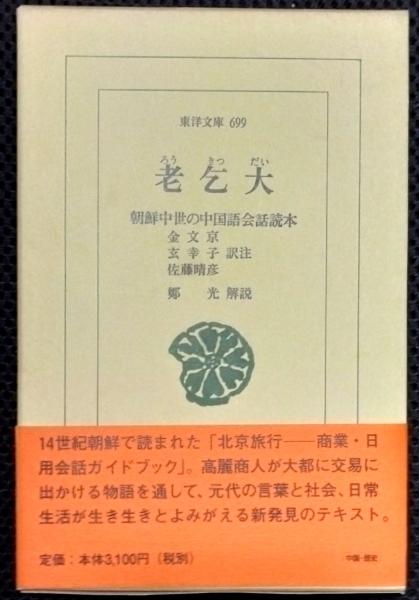 東洋文庫 699
ろう きつ だい
老乞大
朝鮮中世の中国語会話読本
金文京
玄幸子 訳注
佐藤晴彦
鄭 光 解説
14世紀朝鮮で読まれた「北京旅行――商業・日
用会話ガイドブック」。高麗商人が大都に交易に
出かける物語を通して、元代の言葉と社会、日常
生活が生き生きとよみがえる新発見のテキスト。
定価：本体3,100円（税別）
中国・歴史